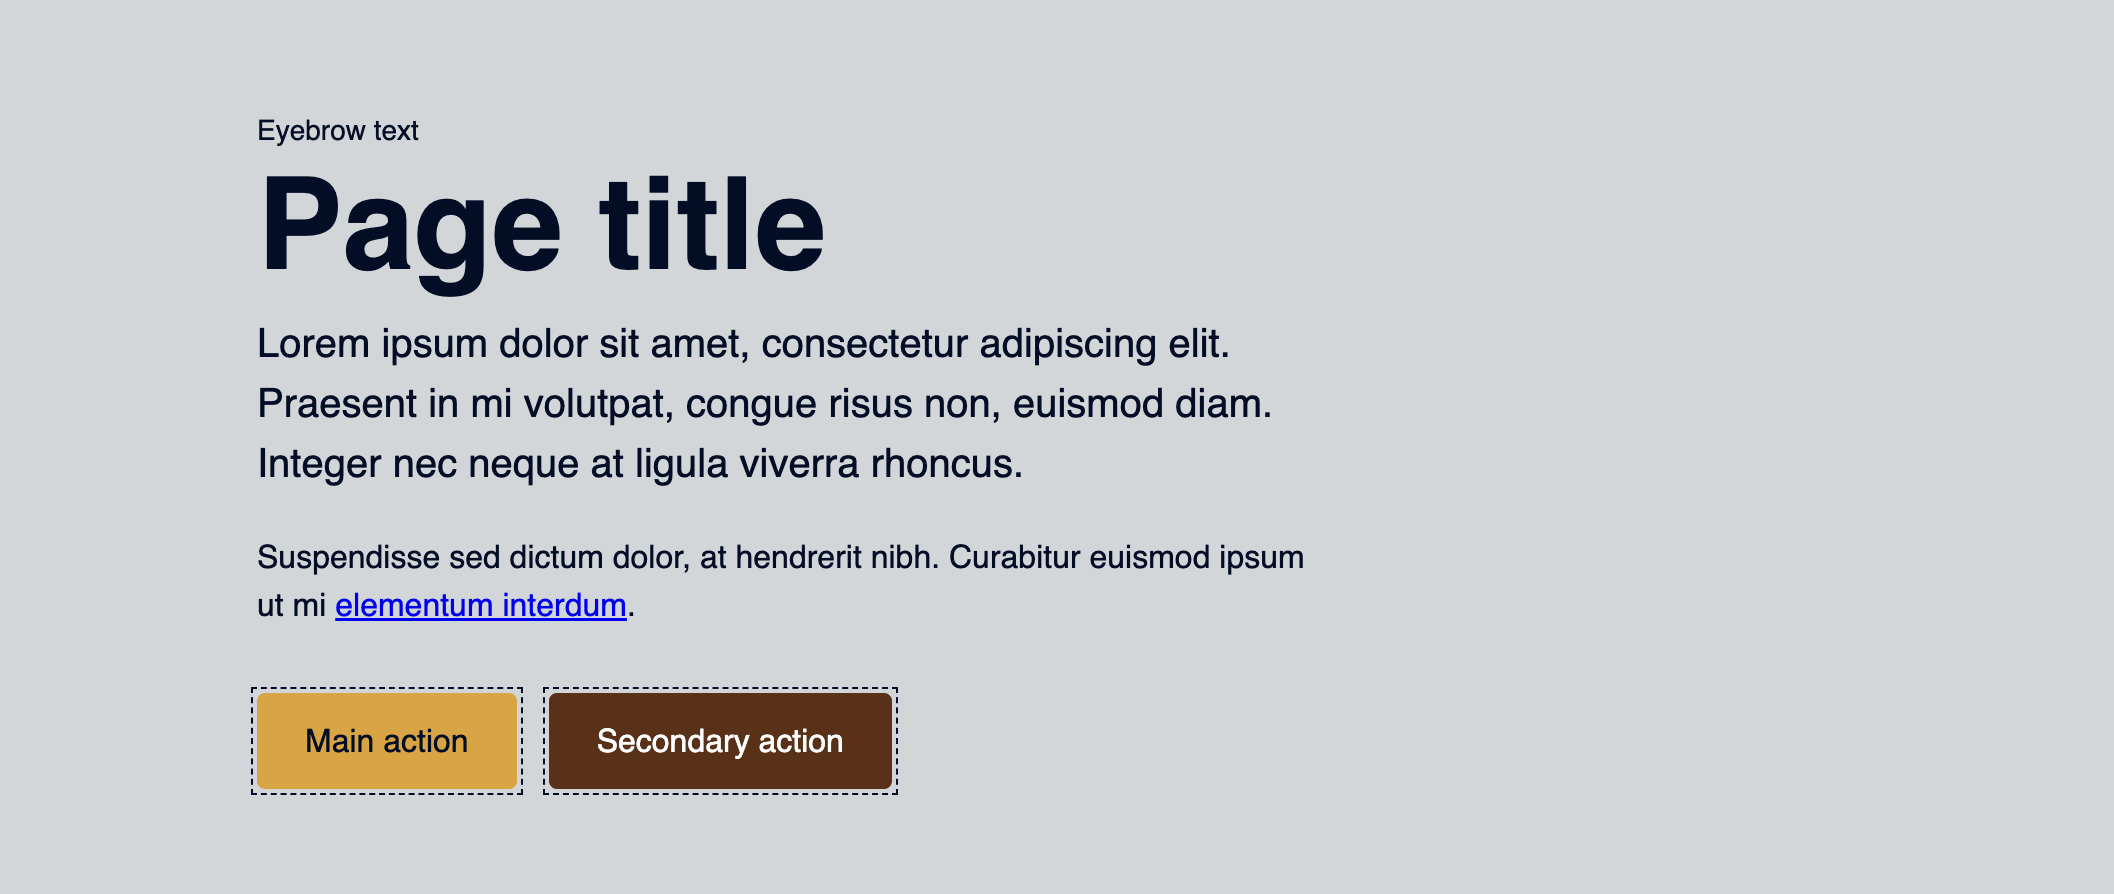 Eyebrow text
Page title
Lorem ipsum dolor sit amet, consectetur adipiscing elit.
Praesent in mi volutpat, congue risus non, euismod diam.
Integer nec neque at ligula viverra rhoncus.
Suspendisse sed dictum dolor, at hendrerit nibh. Curabitur euismod ipsum
ut mi elementum interdum.
Main action
Secondary action